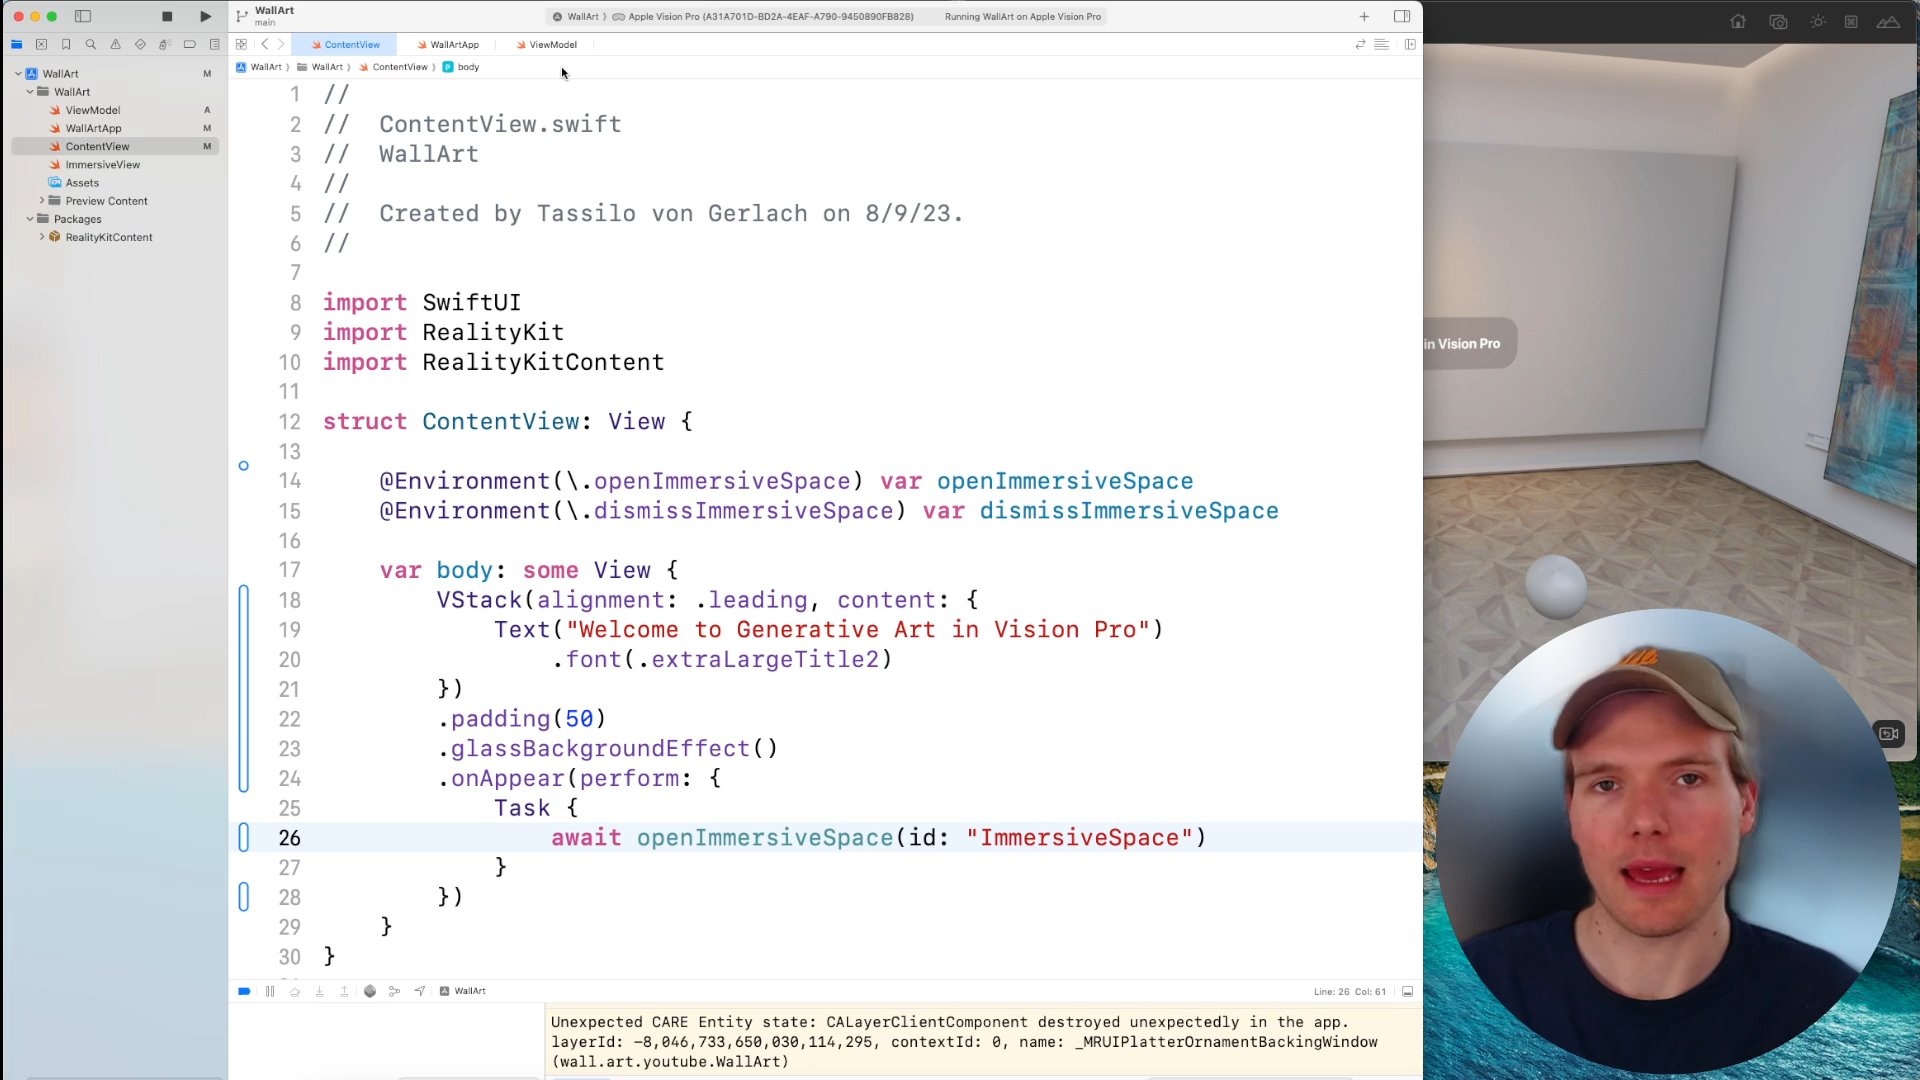 WallArt
main
WallArt
Apple Vision Pro (A31A701D-BD2A-4EAF-A790-9450890FB828)
Running WallArt on Apple Vision Pro
ContentView
WallArtApp
ViewModel
WallArt
WallArt
ContentView
body
WallArt M
WallArt
ViewModel A
WallArtApp M
ContentView M
ImmersiveView
Assets
Preview Content
Packages
RealityKitContent
1 //
2 // ContentView.swift
3 // WallArt
4 //
5 // Created by Tassilo von Gerlach on 8/9/23.
6 //
7
8 import SwiftUI
9 import RealityKit
10 import RealityKitContent
11
12 struct ContentView: View {
13
14 @Environment(\.openImmersiveSpace) var openImmersiveSpace
15 @Environment(\.dismissImmersiveSpace) var dismissImmersiveSpace
16
17 var body: some View {
18 VStack(alignment: .leading, content: {
19 Text("Welcome to Generative Art in Vision Pro")
20 .font(.extraLargeTitle2)
21 })
22 .padding(50)
23 .glassBackgroundEffect()
24 .onAppear(perform: {
25 Task {
26 await openImmersiveSpace(id: "ImmersiveSpace")
27 }
28 })
29 }
30 }
WallArt
Line: 26 Col: 61
Unexpected CARE Entity state: CALayerClientComponent destroyed unexpectedly in the app.
layerId: -8,046,733,650,030,114,295, contextId: 0, name: _MRUIPlatterOrnamentBackingWindow
(wall.art.youtube.WallArt)
in Vision Pro